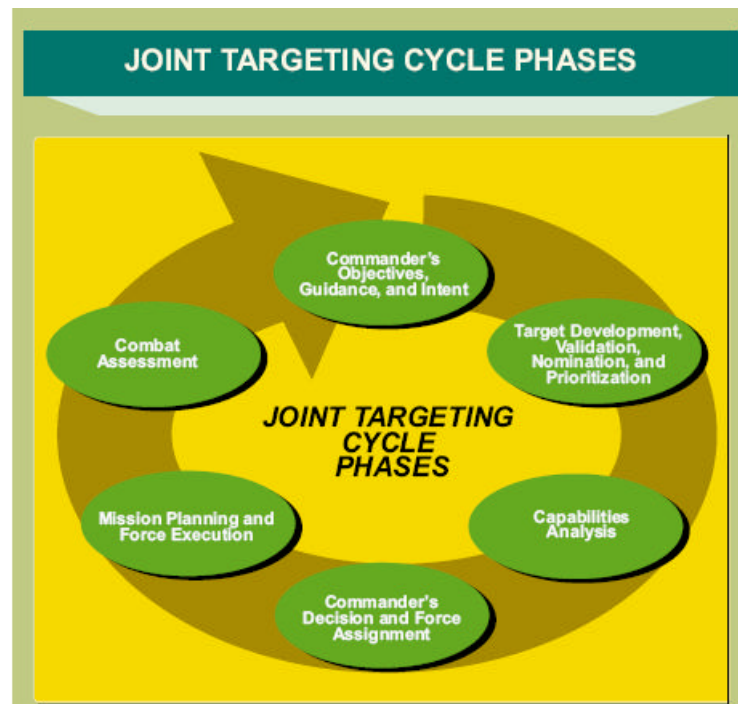 JOINT TARGETING CYCLE PHASES
Commander's
Objectives,
Guidance, and Intent
Target Development,
Validation,
Nomination, and
Prioritization
Combat
Assessment
JOINT TARGETING
CYCLE
PHASES
Mission Planning and
Force Execution
Capabilities
Analysis
Commander's
Decision and Force
Assignment